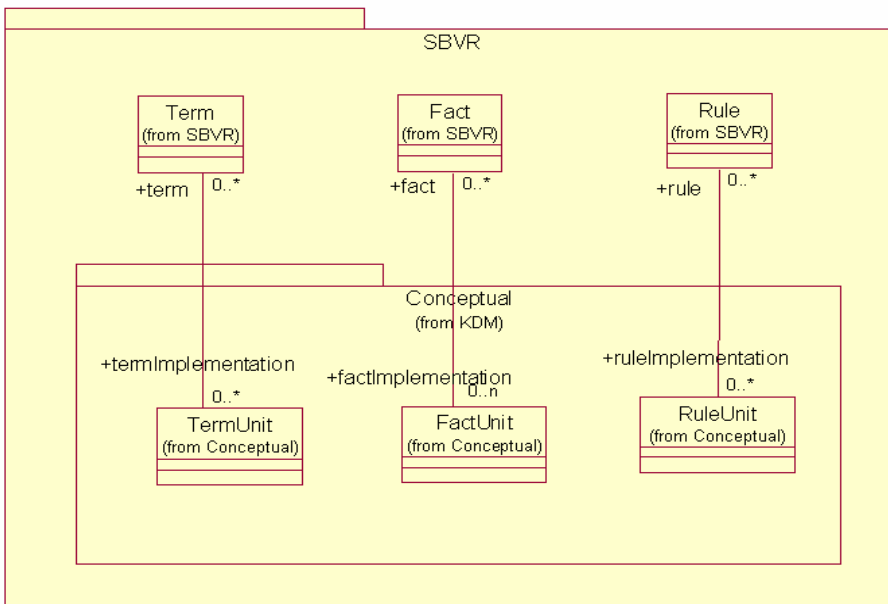 SBVR
Term
(from SBVR)
Fact
(from SBVR)
Rule
(from SBVR)
+term
0..*
+fact
0..*
+rule
0..*
Conceptual
(from KDM)
+termImplementation
0..*
+factImplementation
0..n
+ruleImplementation
0..*
TermUnit
(from Conceptual)
FactUnit
(from Conceptual)
RuleUnit
(from Conceptual)